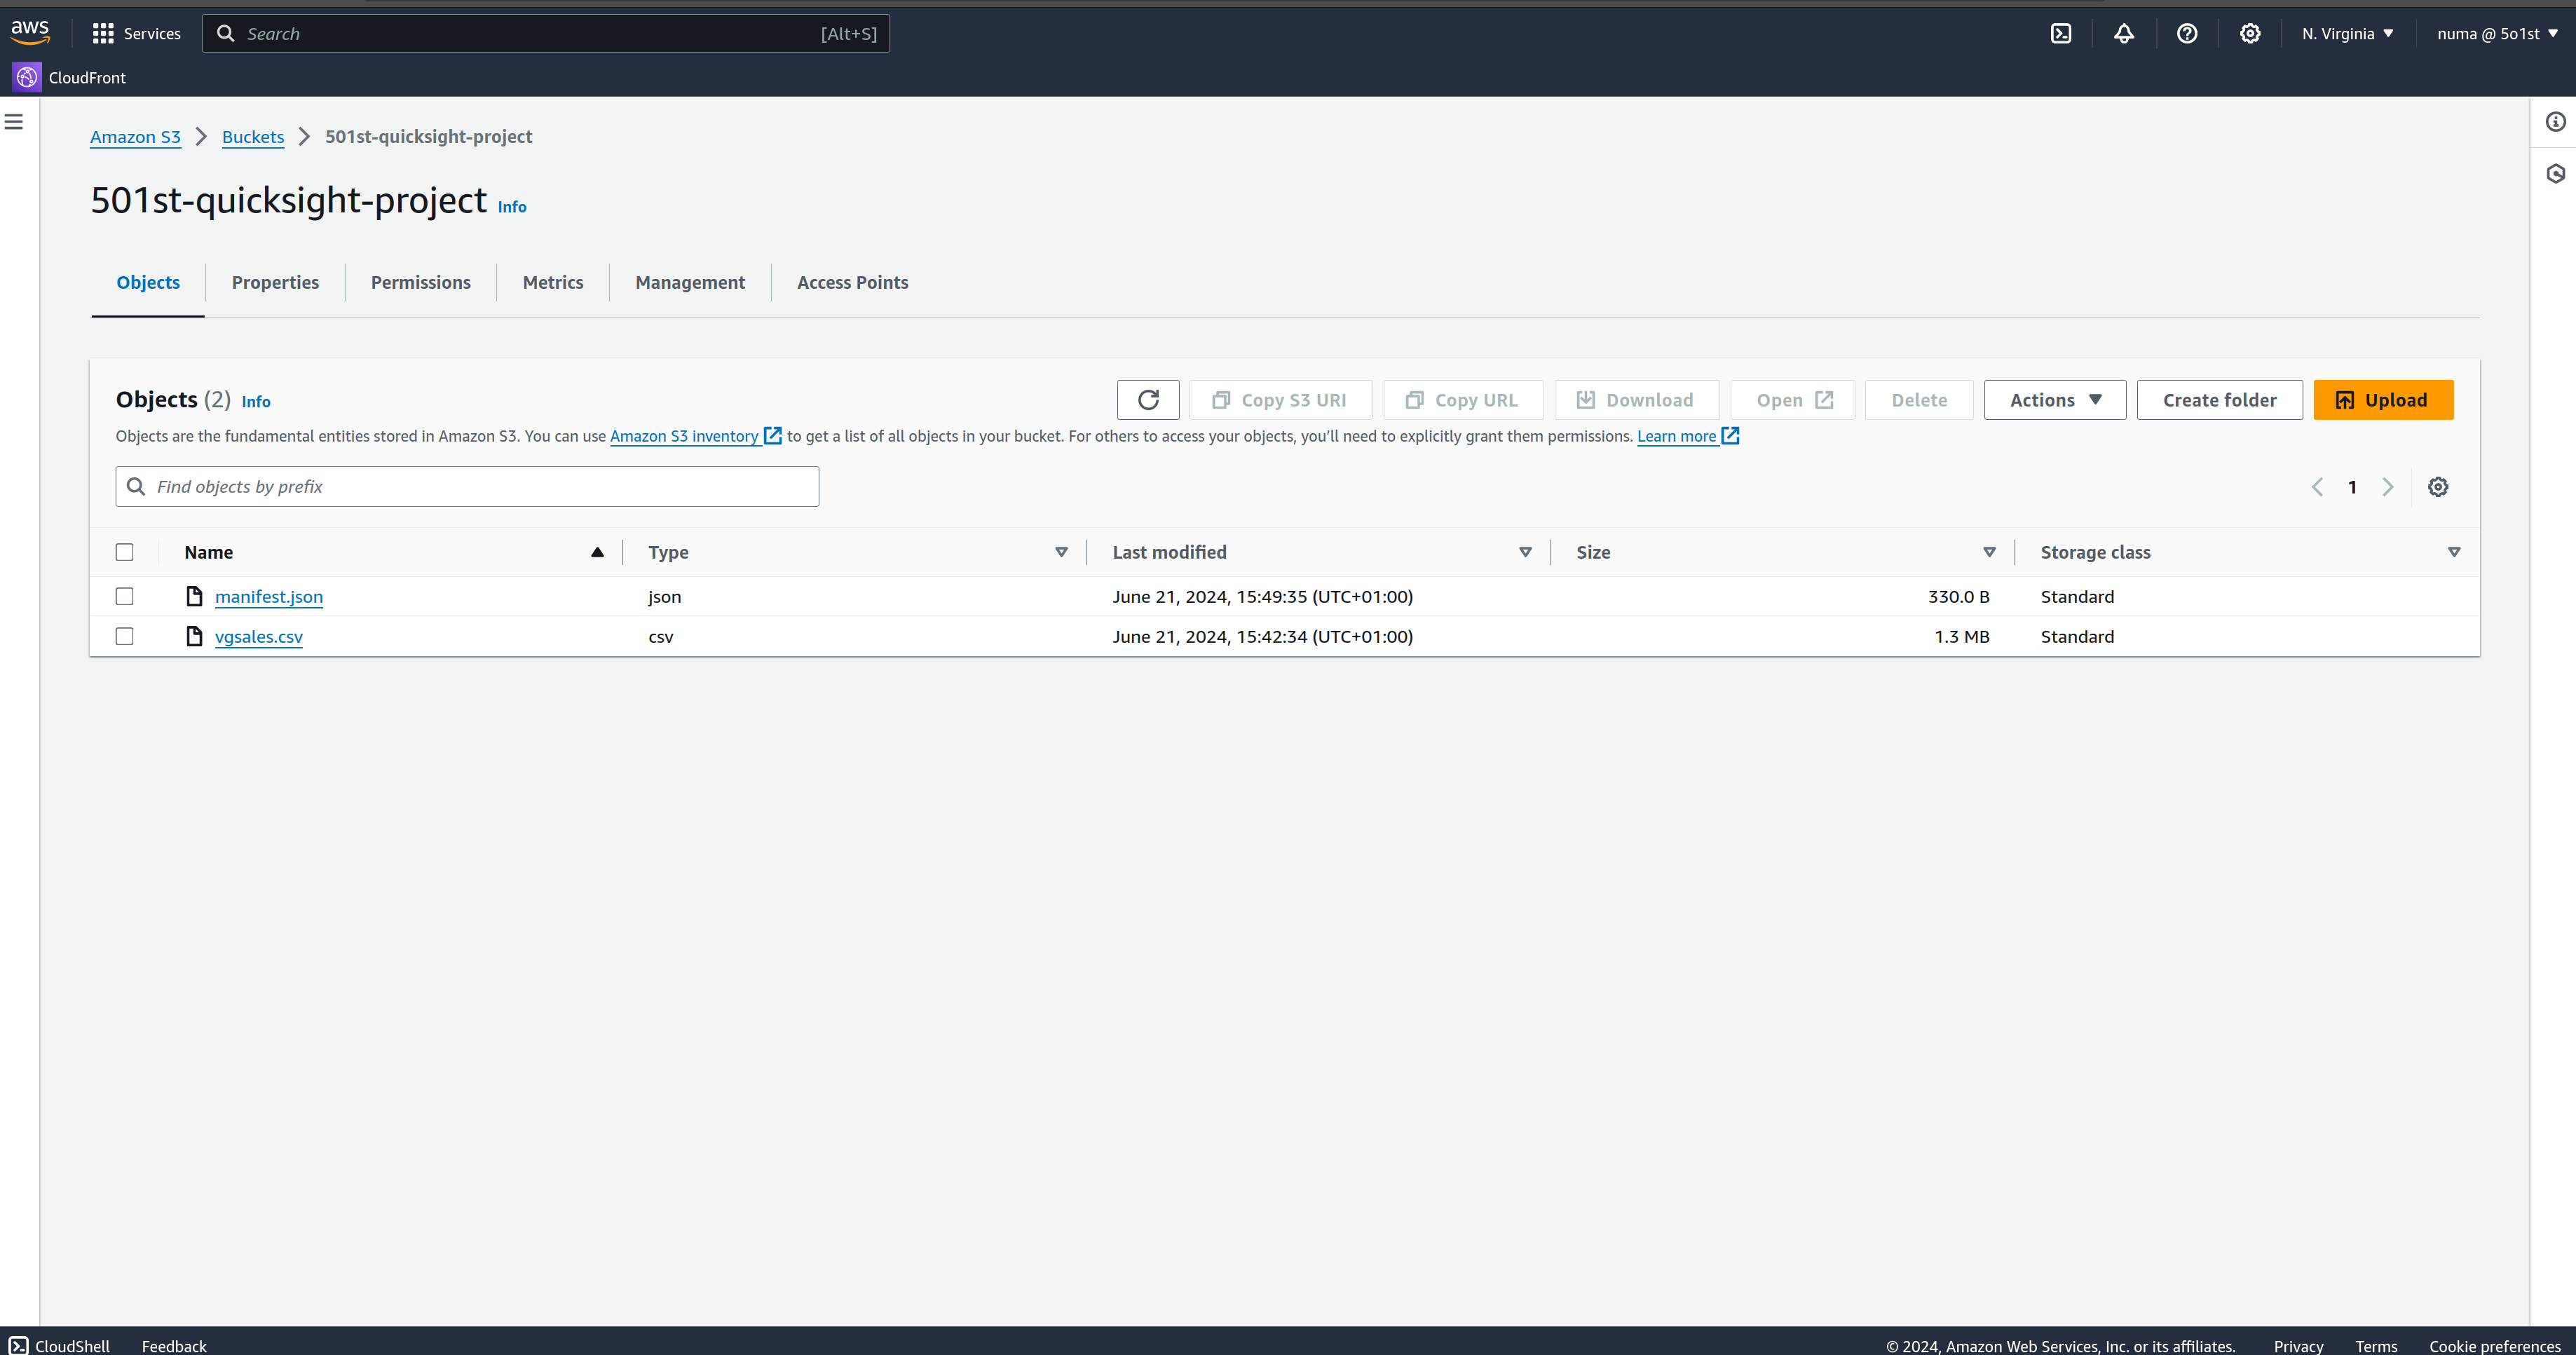 aws Services Search [Alt+S] N. Virginia numa @ 5o1st
CloudFront
Amazon S3 Buckets 501st-quicksight-project
501st-quicksight-project Info
Objects Properties Permissions Metrics Management Access Points
Objects (2) Info Copy S3 URI Copy URL Download Open Delete Actions Create folder Upload
Objects are the fundamental entities stored in Amazon S3. You can use Amazon S3 inventory to get a list of all objects in your bucket. For others to access your objects, you’ll need to explicitly grant them permissions. Learn more
Find objects by prefix 1
Name Type Last modified Size Storage class
manifest.json json June 21, 2024, 15:49:35 (UTC+01:00) 330.0 B Standard
vgsales.csv csv June 21, 2024, 15:42:34 (UTC+01:00) 1.3 MB Standard
CloudShell Feedback © 2024, Amazon Web Services, Inc. or its affiliates. Privacy Terms Cookie preferences